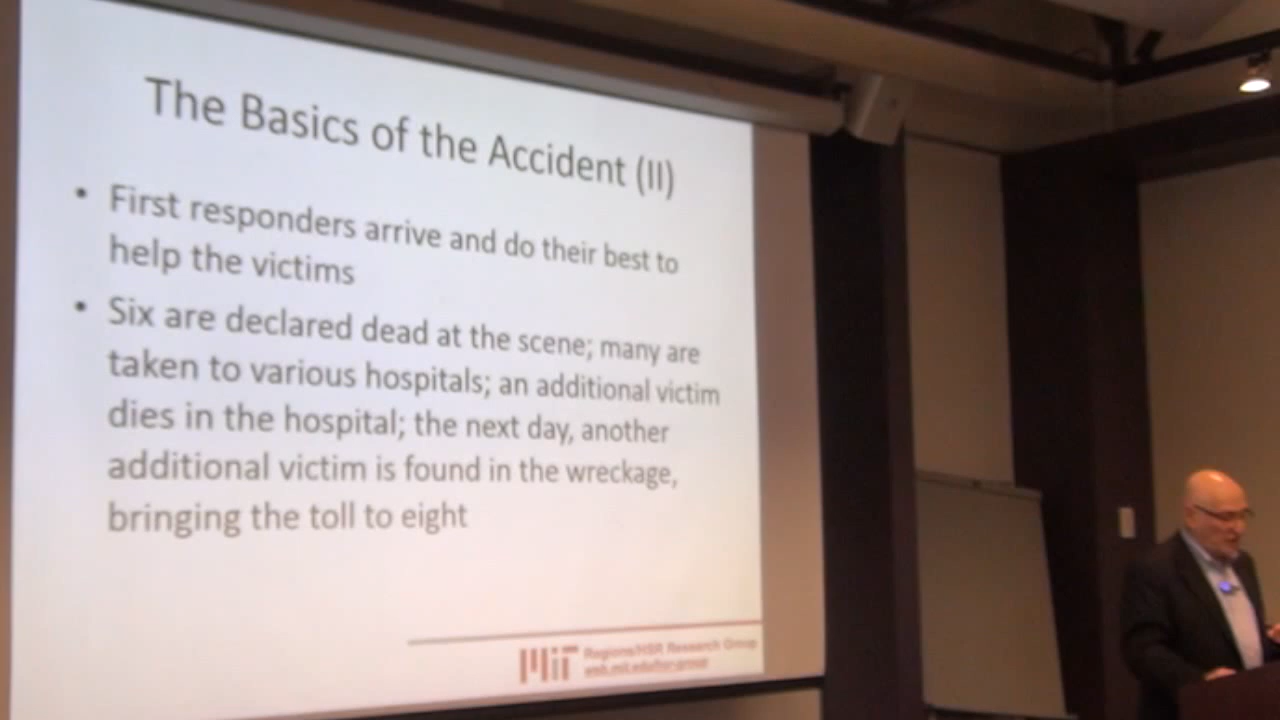 The Basics of the Accident (II)
• First responders arrive and do their best to
help the victims
• Six are declared dead at the scene; many are
taken to various hospitals; an additional victim
dies in the hospital; the next day, another
additional victim is found in the wreckage,
bringing the toll to eight
MIT Regions/HSR Research Group
web.mit.edu/hsr-group